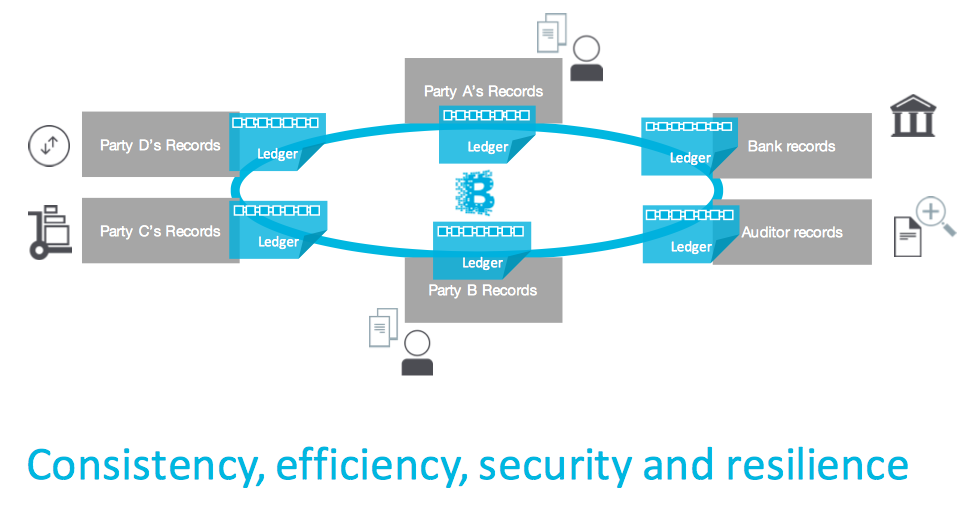 Party A's Records
Ledger
Party D's Records
Ledger
Ledger
Bank records
Party C's Records
Ledger
Ledger
Auditor records
Ledger
Party B Records
Consistency, efficiency, security and resilience